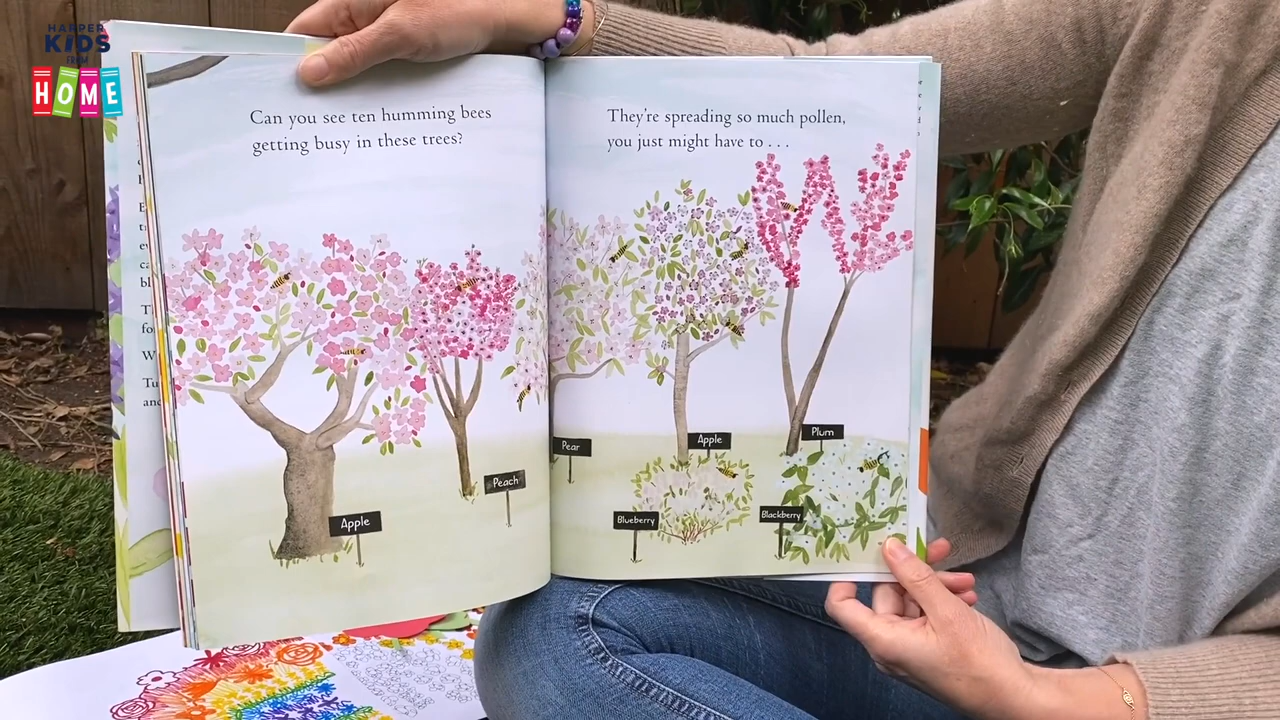 HARPER
KIDS
FROM
HOME
Can you see ten humming bees
getting busy in these trees?
They're spreading so much pollen,
you just might have to . . .
Apple
Peach
Pear
Apple
Plum
Blueberry
Blackberry